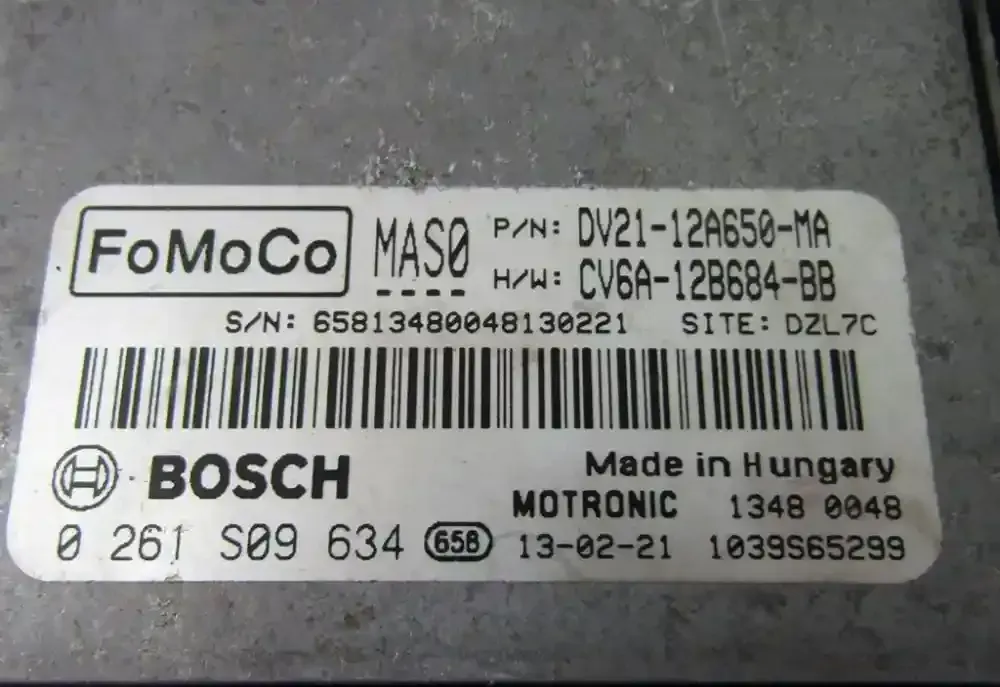 FoMoCo MAS0 P/N: DV21-12A650-MA
H/W: CV6A-12B684-BB
S/N: 65813480048130221 SITE: DZL7C
BOSCH Made in Hungary
MOTRONIC 1348 0048
0 261 S09 634 658 13-02-21 1039S65299